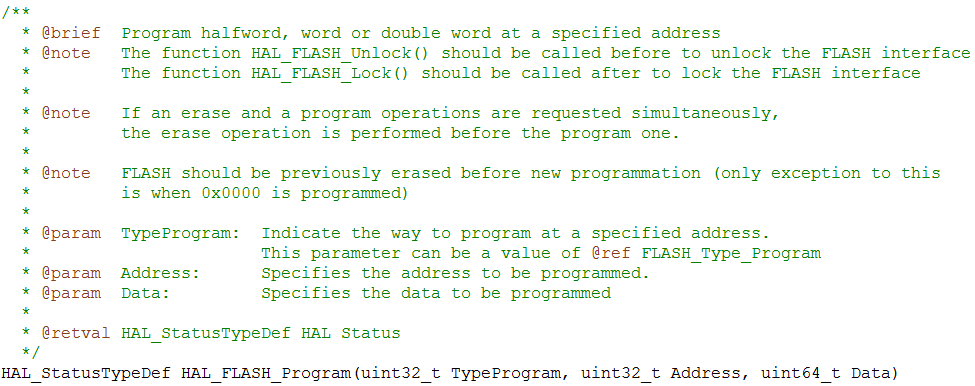 /**
  * @brief  Program halfword, word or double word at a specified address
  * @note   The function HAL_FLASH_Unlock() should be called before to unlock the FLASH interface
  *         The function HAL_FLASH_Lock() should be called after to lock the FLASH interface
  *
  * @note   If an erase and a program operations are requested simultaneously,
  *         the erase operation is performed before the program one.
  *
  * @note   FLASH should be previously erased before new programmation (only exception to this
  *         is when 0x0000 is programmed)
  *
  * @param  TypeProgram:  Indicate the way to program at a specified address.
  *                       This parameter can be a value of @ref FLASH_Type_Program
  * @param  Address:      Specifies the address to be programmed.
  * @param  Data:         Specifies the data to be programmed
  *
  * @retval HAL_StatusTypeDef HAL Status
  */
HAL_StatusTypeDef HAL_FLASH_Program(uint32_t TypeProgram, uint32_t Address, uint64_t Data)